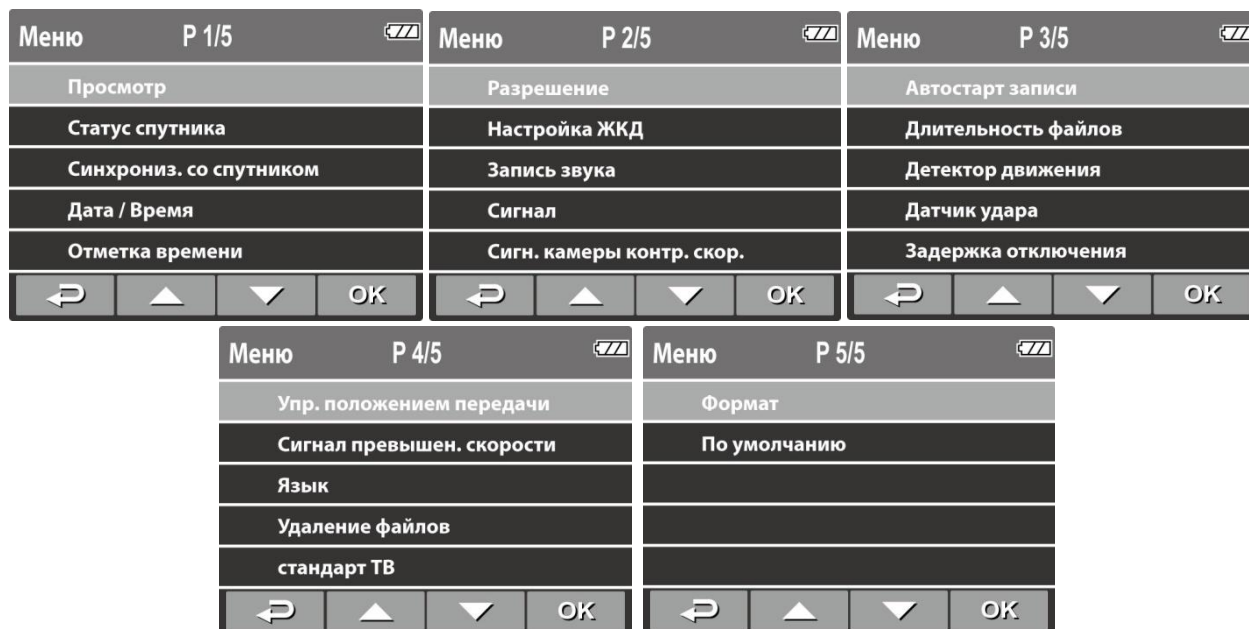 Меню P 1/5
Просмотр
Статус спутника
Синхрониз. со спутником
Дата / Время
Отметка времени
OK
Меню P 2/5
Разрешение
Настройка ЖКД
Запись звука
Сигнал
Сигн. камеры контр. скор.
OK
Меню P 3/5
Автостарт записи
Длительность файлов
Детектор движения
Датчик удара
Задержка отключения
OK
Меню P 4/5
Упр. положением передачи
Сигнал превышен. скорости
Язык
Удаление файлов
стандарт ТВ
OK
Меню P 5/5
Формат
По умолчанию
OK